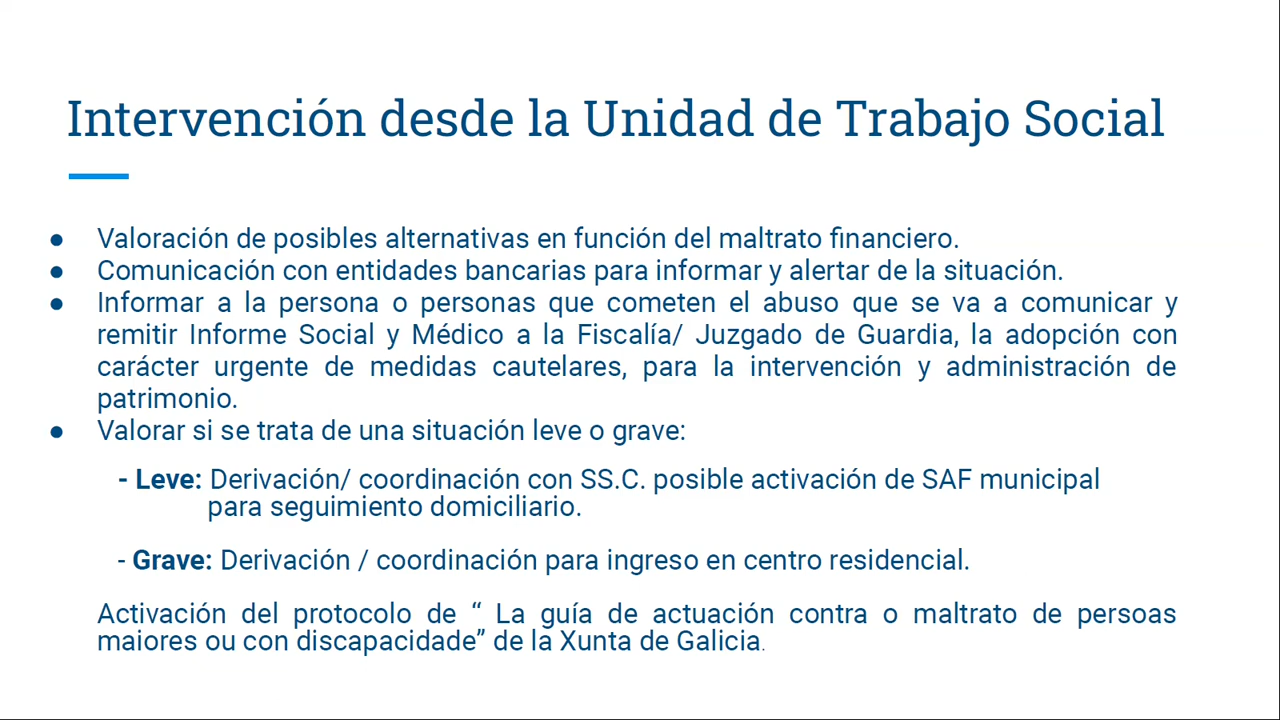 Intervención desde la Unidad de Trabajo Social
● Valoración de posibles alternativas en función del maltrato financiero.
● Comunicación con entidades bancarias para informar y alertar de la situación.
● Informar a la persona o personas que cometen el abuso que se va a comunicar y
remitir Informe Social y Médico a la Fiscalía/ Juzgado de Guardia, la adopción con
carácter urgente de medidas cautelares, para la intervención y administración de
patrimonio.
● Valorar si se trata de una situación leve o grave:
- Leve: Derivación/ coordinación con SS.C. posible activación de SAF municipal
para seguimiento domiciliario.
- Grave: Derivación / coordinación para ingreso en centro residencial.
Activación del protocolo de “ La guía de actuación contra o maltrato de persoas
maiores ou con discapacidade” de la Xunta de Galicia.